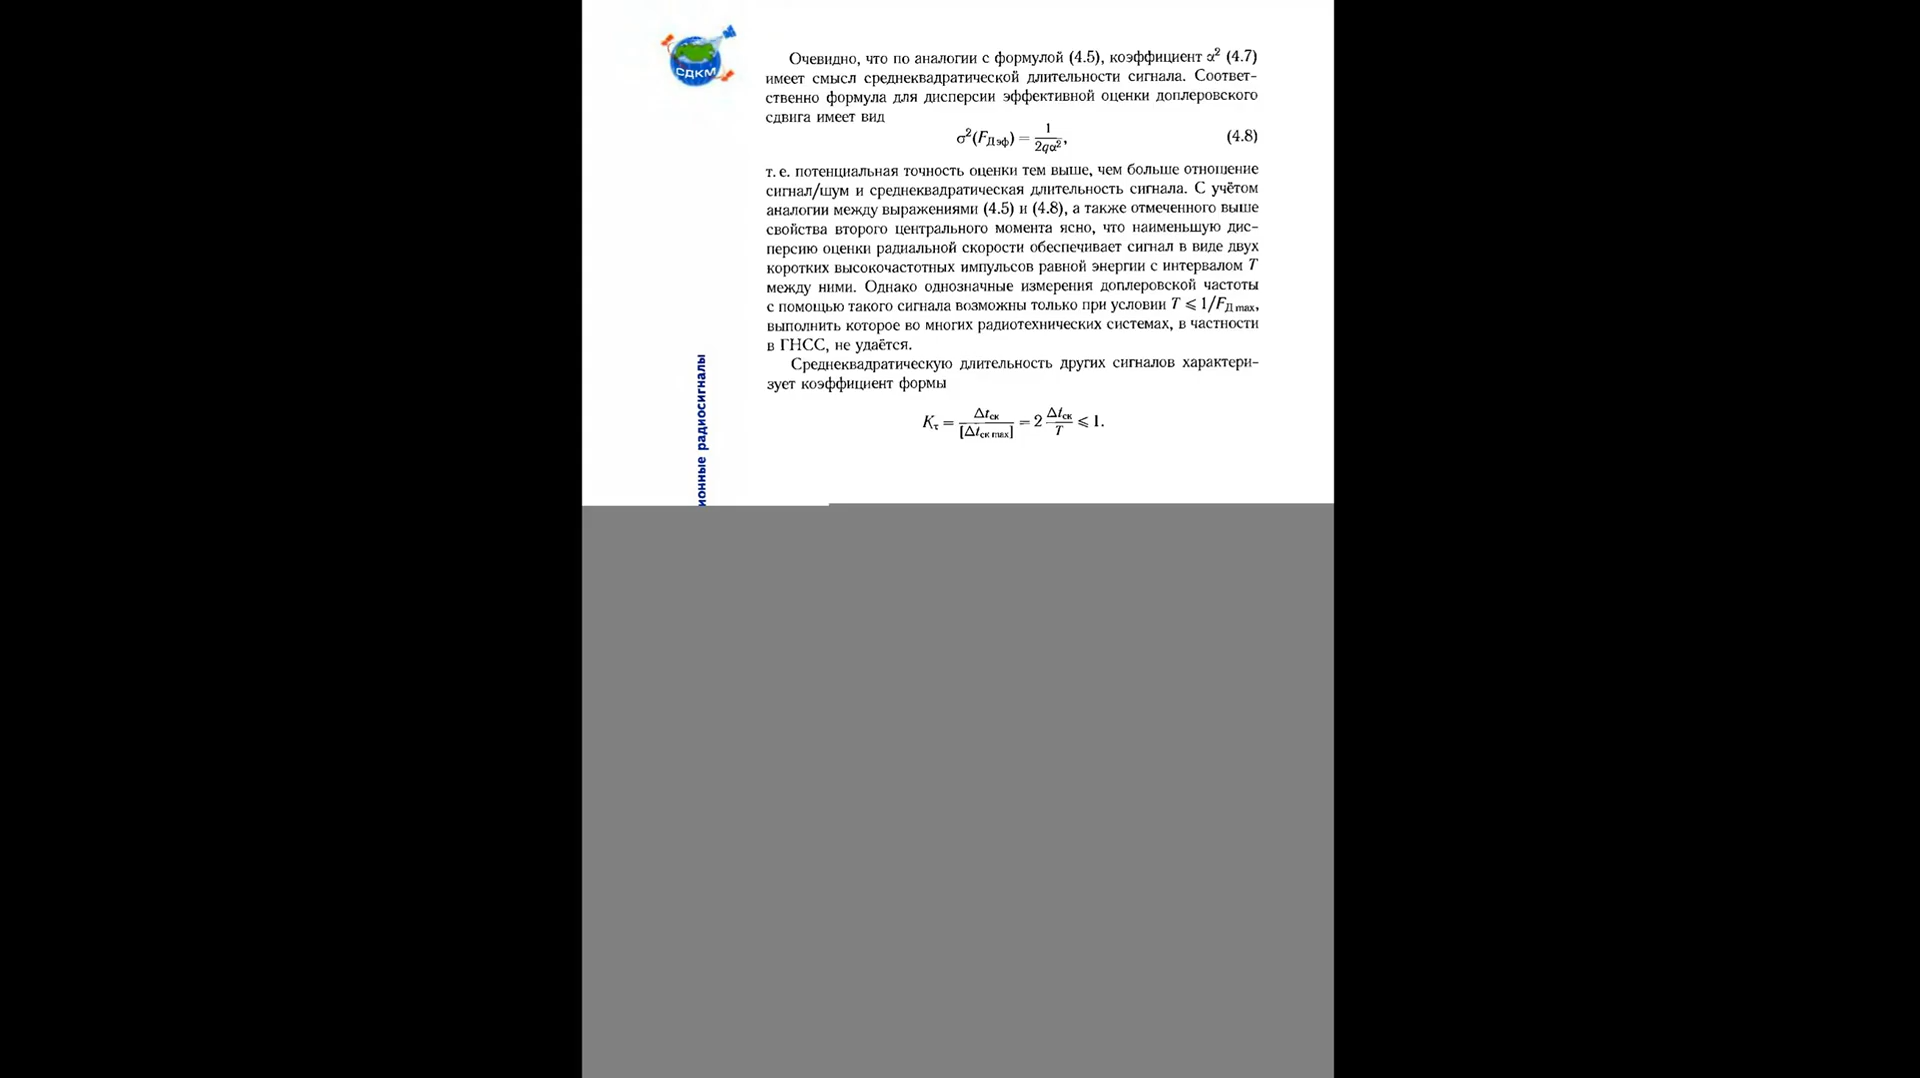 СДКМ
Очевидно, что по аналогии с формулой (4.5), коэффициент α² (4.7)
имеет смысл среднеквадратической длительности сигнала. Соответ-
ственно формула для дисперсии эффективной оценки доплеровского
сдвига имеет вид
σ²(F_Д эф) = 1/(2qα²), (4.8)
т. е. потенциальная точность оценки тем выше, чем больше отношение
сигнал/шум и среднеквадратическая длительность сигнала. С учётом
аналогии между выражениями (4.5) и (4.8), а также отмеченного выше
свойства второго центрального момента ясно, что наименьшую дис-
персию оценки радиальной скорости обеспечивает сигнал в виде двух
коротких высокочастотных импульсов равной энергии с интервалом T
между ними. Однако однозначные измерения доплеровской частоты
с помощью такого сигнала возможны только при условии T ⩽ 1/F_Д max,
выполнить которое во многих радиотехнических системах, в частности
в ГНСС, не удаётся.
Среднеквадратическую длительность других сигналов характери-
зует коэффициент формы
K_τ = Δt_ск/[Δt_ск max] = 2 Δt_ск/T ⩽ 1.
ионные радиосигналы